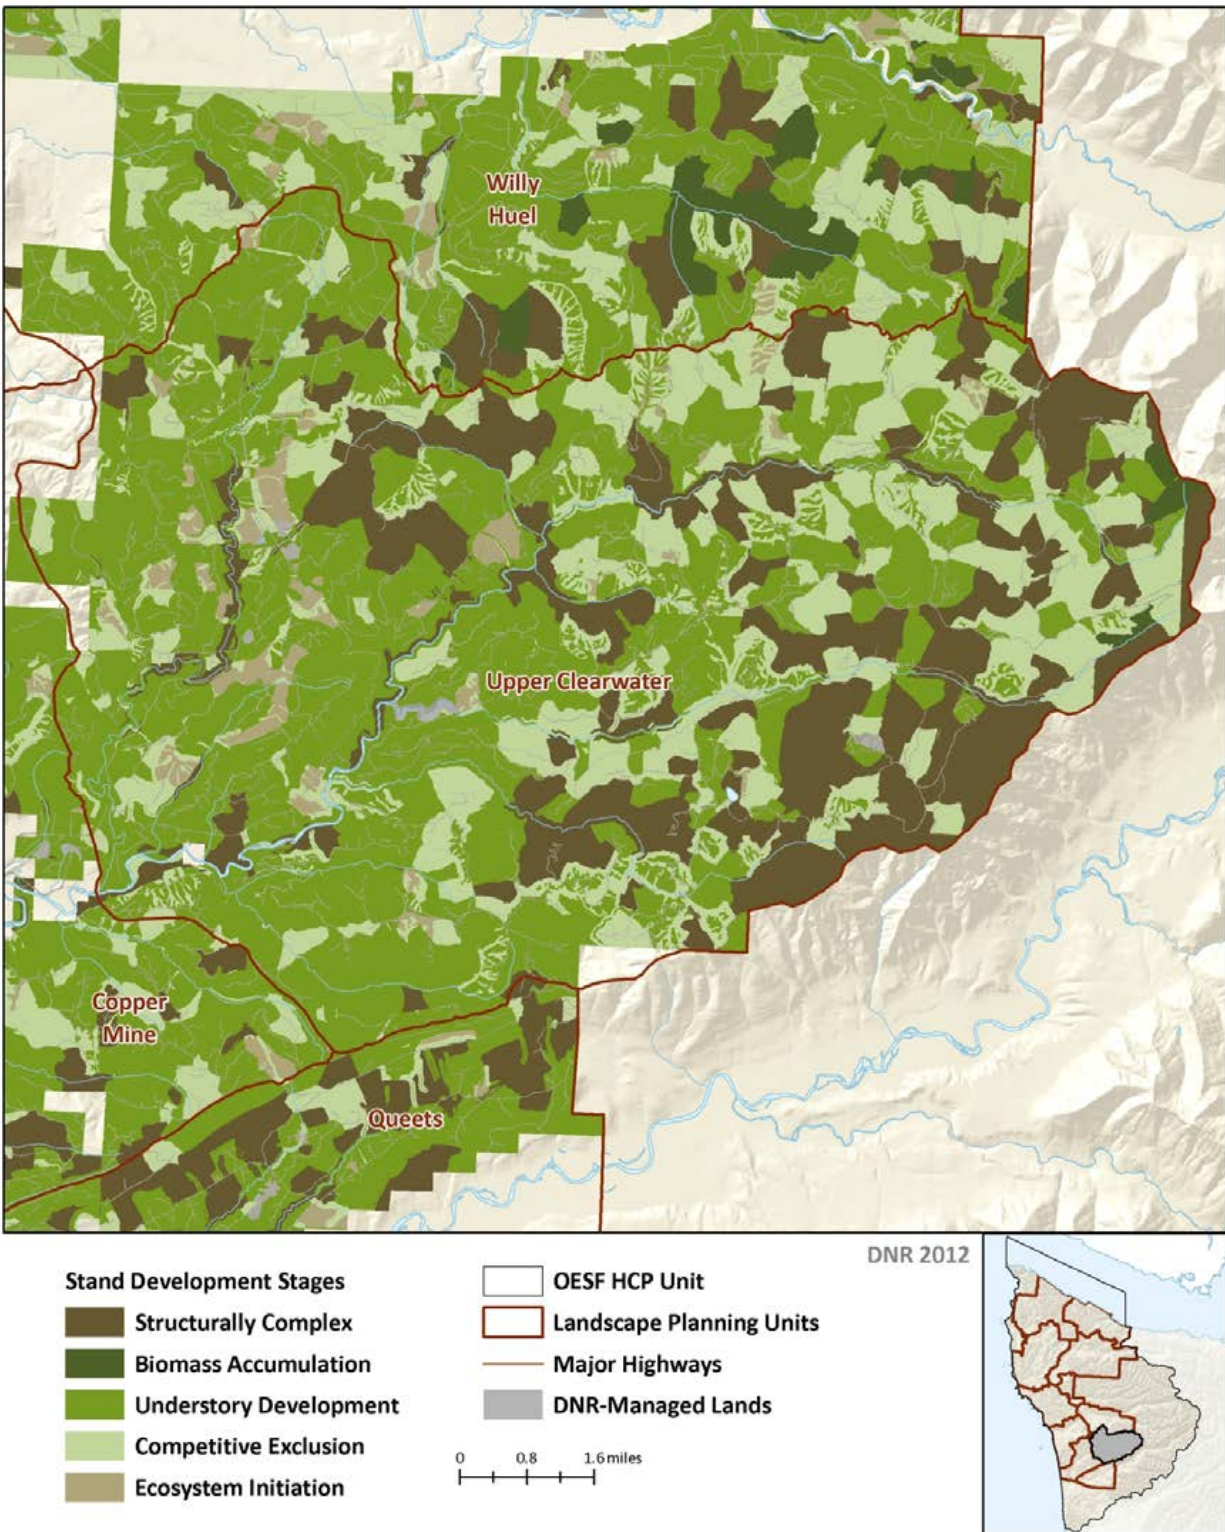 Willy
Huel
Upper Clearwater
Copper
Mine
Queets
DNR 2012
Stand Development Stages
Structurally Complex
Biomass Accumulation
Understory Development
Competitive Exclusion
Ecosystem Initiation
OESF HCP Unit
Landscape Planning Units
Major Highways
DNR-Managed Lands
0 0.8 1.6 miles